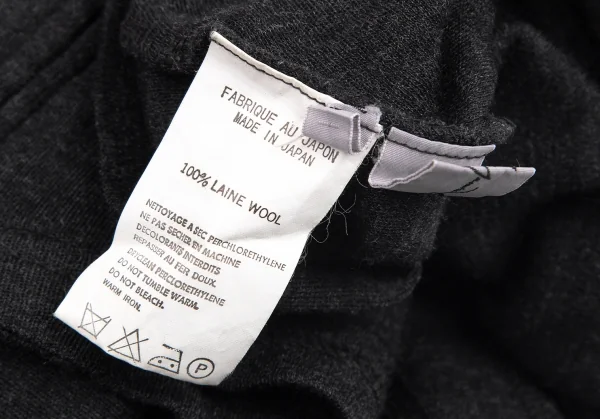 FABRIQUE AU JAPON
MADE IN JAPAN
100% LAINE WOOL
NETTOYAGE A SEC PERCHLORETHYLENE
NE PAS SECHER EN MACHINE
DECOLORANTS INTERDITS
REPASSER AU FER DOUX.
DRYCLEAN PERCLORETHYLENE
DO NOT TUMBLE WARM.
DO NOT BLEACH.
WARM IRON.
P